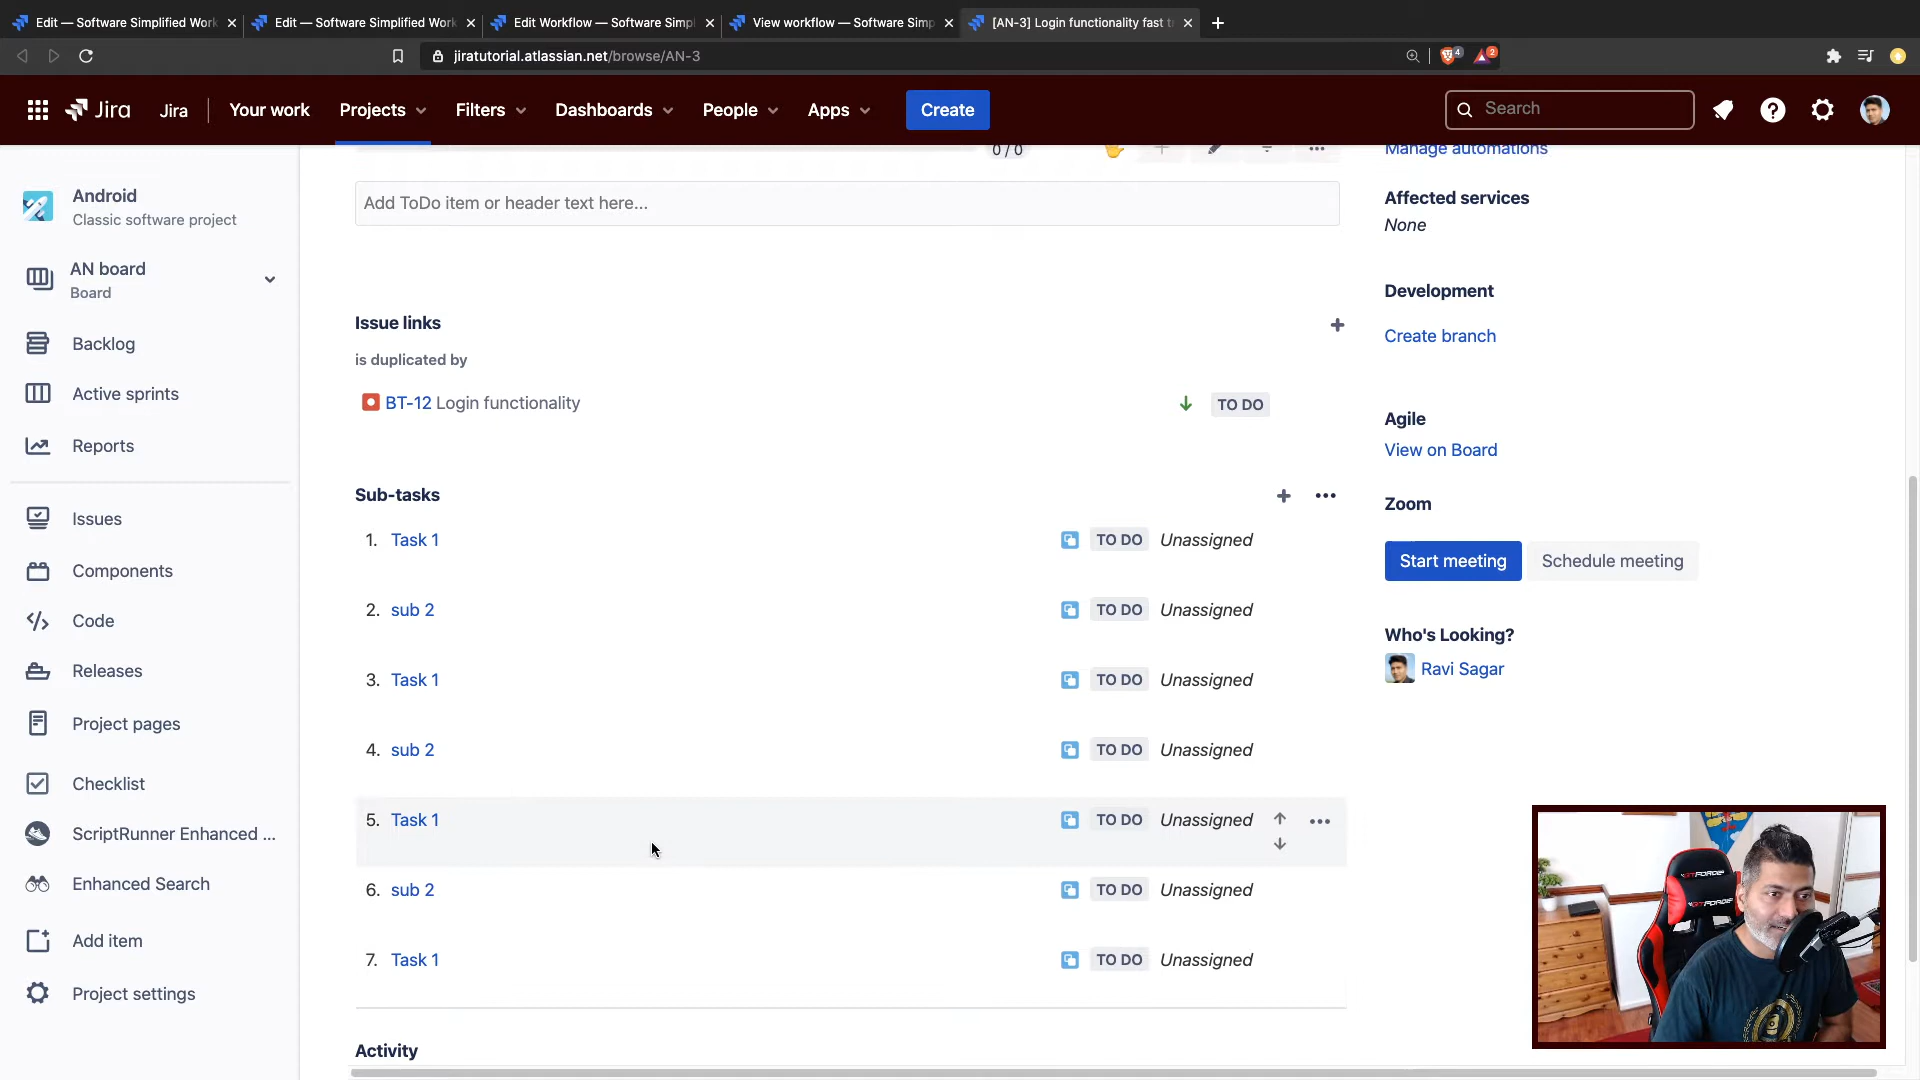 Edit — Software Simplified Work
Edit — Software Simplified Work
Edit Workflow — Software Simpl
View workflow — Software Simp
[AN-3] Login functionality fast t
jiratutorial.atlassian.net/browse/AN-3
4
2
Jira
Jira
Your work
Projects
Filters
Dashboards
People
Apps
Create
Search
Android
Classic software project
AN board
Board
Backlog
Active sprints
Reports
Issues
Components
Code
Releases
Project pages
Checklist
ScriptRunner Enhanced ...
Enhanced Search
Add item
Project settings
0 / 0
Add ToDo item or header text here...
Issue links
is duplicated by
BT-12 Login functionality
TO DO
Sub-tasks
1. Task 1 TO DO Unassigned
2. sub 2 TO DO Unassigned
3. Task 1 TO DO Unassigned
4. sub 2 TO DO Unassigned
5. Task 1 TO DO Unassigned
6. sub 2 TO DO Unassigned
7. Task 1 TO DO Unassigned
Activity
Manage automations
Affected services
None
Development
Create branch
Agile
View on Board
Zoom
Start meeting
Schedule meeting
Who's Looking?
Ravi Sagar
GTFORCE